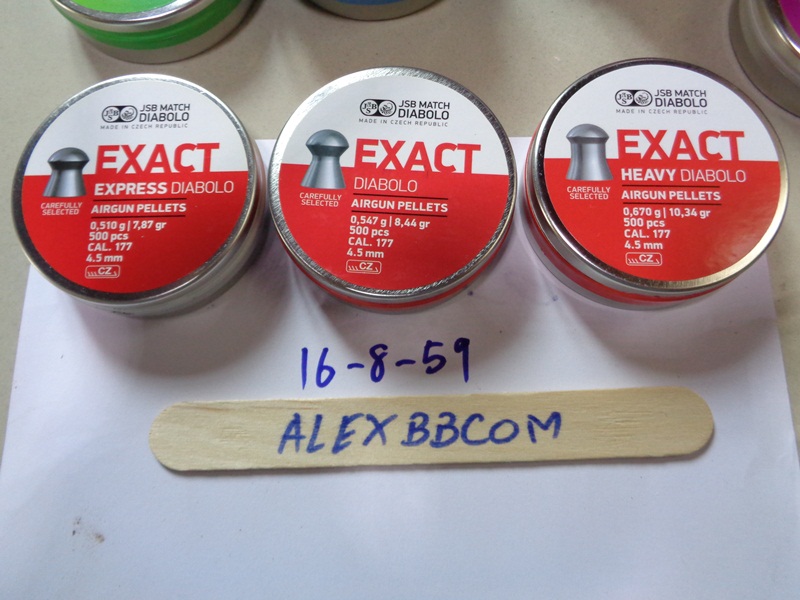 JSB MATCH
DIABOLO
MADE IN CZECH REPUBLIC
EXACT
EXPRESS DIABOLO
CAREFULLY
SELECTED
AIRGUN PELLETS
0,510 g | 7,87 gr
500 pcs
CAL. 177
4.5 mm
CZ
JSB MATCH
DIABOLO
MADE IN CZECH REPUBLIC
EXACT
DIABOLO
CAREFULLY
SELECTED
AIRGUN PELLETS
0,547 g | 8,44 gr
500 pcs
CAL. 177
4.5 mm
CZ
JSB MATCH
DIABOLO
MADE IN CZECH REPUBLIC
EXACT
HEAVY DIABOLO
CAREFULLY
SELECTED
AIRGUN PELLETS
0,670 g | 10,34 gr
500 pcs
CAL. 177
4.5 mm
CZ
16-8-59
ALEXBBCOM